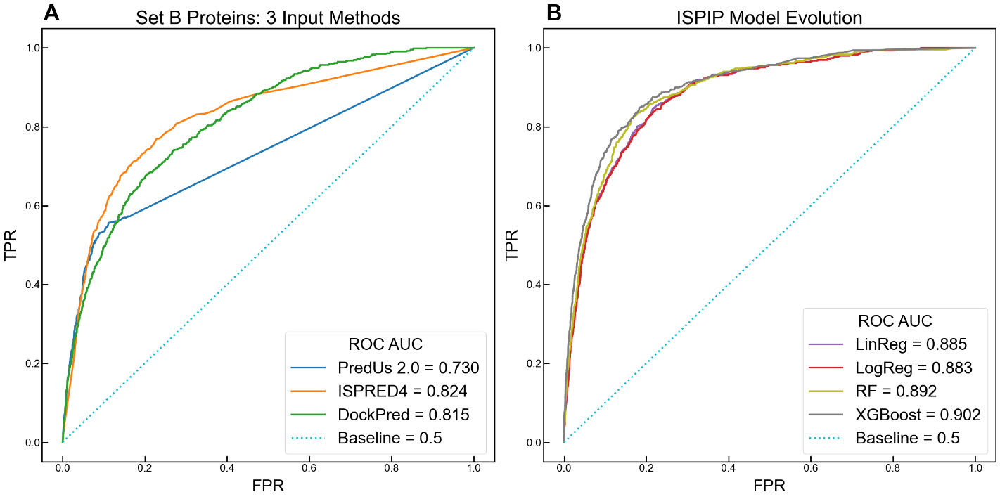 A
Set B Proteins: 3 Input Methods
1.0
0.8
0.6
0.4
0.2
0.0
TPR
0.0 0.2 0.4 0.6 0.8 1.0
FPR
ROC AUC
PredUs 2.0 = 0.730
ISPRED4 = 0.824
DockPred = 0.815
Baseline = 0.5
B
ISPIP Model Evolution
1.0
0.8
0.6
0.4
0.2
0.0
TPR
0.0 0.2 0.4 0.6 0.8 1.0
FPR
ROC AUC
LinReg = 0.885
LogReg = 0.883
RF = 0.892
XGBoost = 0.902
Baseline = 0.5